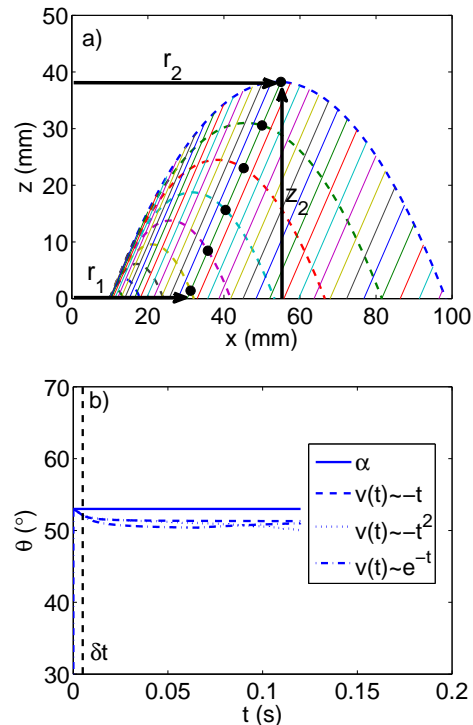 a)
r₂
z₂
r₁
z (mm)
50
40
30
20
10
0
0 20 40 60 80 100
x (mm)
b)
α
v(t)~−t
v(t)~−t²
v(t)~e⁻ᵗ
δt
θ (°)
70
60
50
40
30
0 0.05 0.1 0.15 0.2
t (s)